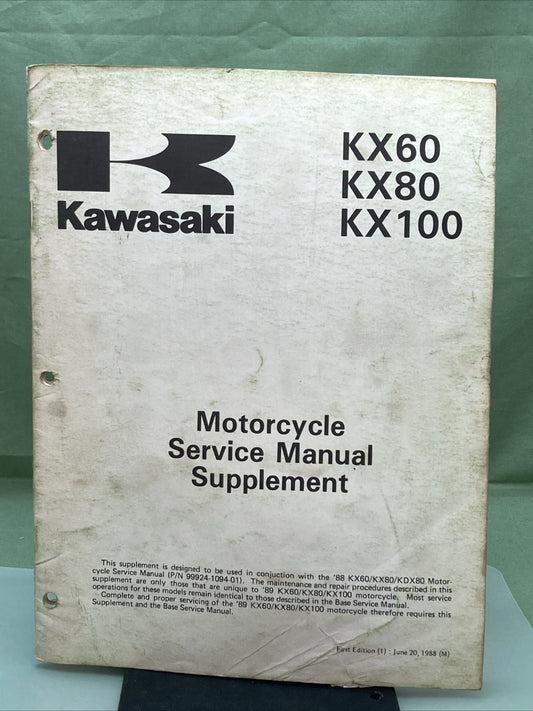 KX60
KX80
KX100
Kawasaki
Motorcycle
Service Manual
Supplement
This supplement is designed to be used in conjuction with the '88 KX60/KX80/KDX80 Motor-
cycle Service Manual (P/N 99924-1094-01). The maintenance and repair procedures described in this
supplement are only those that are unique to '89 KX60/KX80/KX100 motorcycle. Most service
operations for these models remain identical to those described in the Base Service Manual.
Complete and proper servicing of the '89 KX60/KX80/KX100 motorcycle therefore requires this
Supplement and the Base Service Manual.
First Edition (1) : June 20, 1988 (M)